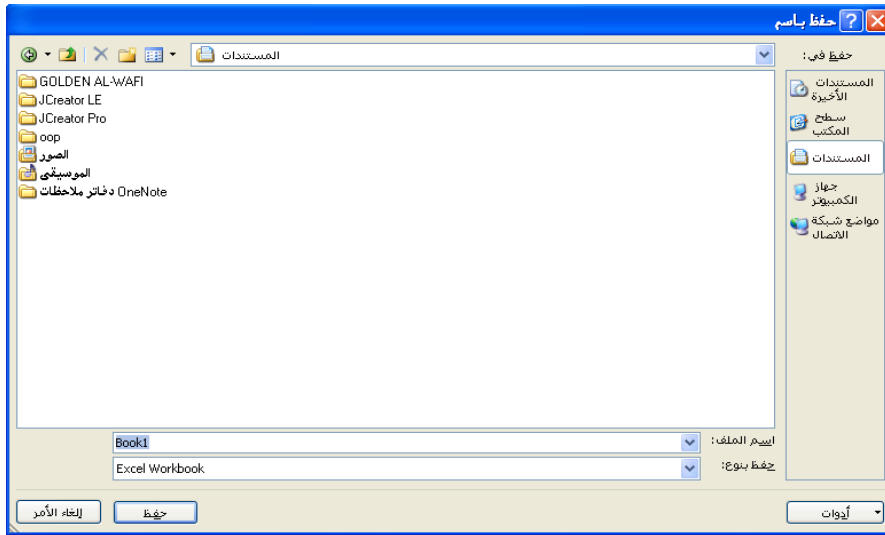 حفظ باسم
حفظ في:
المستندات
المستندات الأخيرة
سطح المكتب
المستندات
جهاز الكمبيوتر
مواضع شبكة الاتصال
GOLDEN AL-WAFI
JCreator LE
JCreator Pro
oop
الصور
الموسيقى
دفاتر ملاحظات OneNote
اسم الملف:
Book1
حفظ بنوع:
Excel Workbook
أدوات
حفظ
إلغاء الأمر